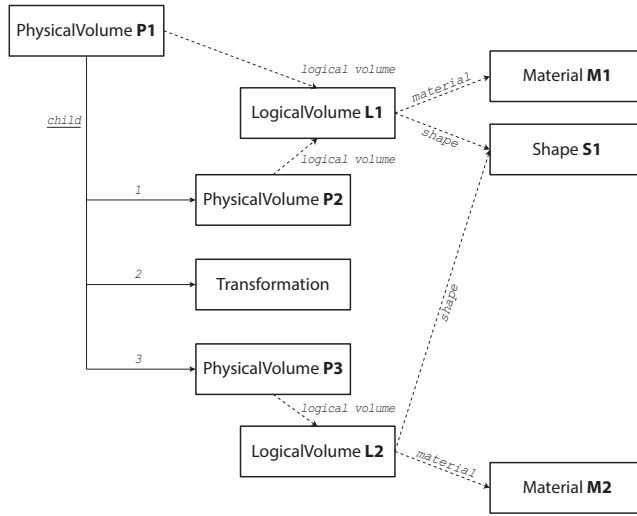 PhysicalVolume P1
logical volume
Material M1
material
LogicalVolume L1
child
shape
Shape S1
logical volume
1
PhysicalVolume P2
2
Transformation
shape
3
PhysicalVolume P3
logical volume
LogicalVolume L2
material
Material M2